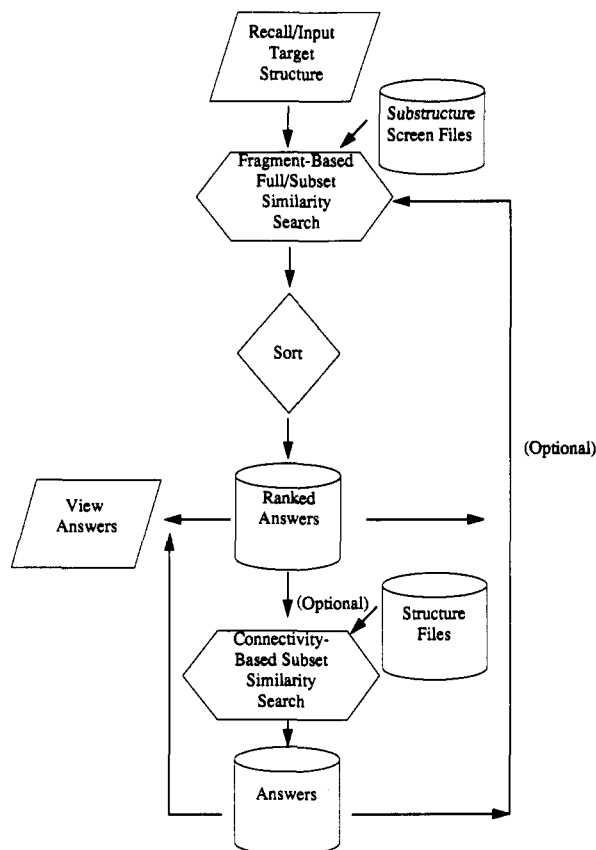 Recall/Input
Target
Structure
Substructure
Screen Files
Fragment-Based
Full/Subset
Similarity
Search
Sort
(Optional)
View
Answers
Ranked
Answers
(Optional)
Structure
Files
Connectivity-
Based Subset
Similarity
Search
Answers